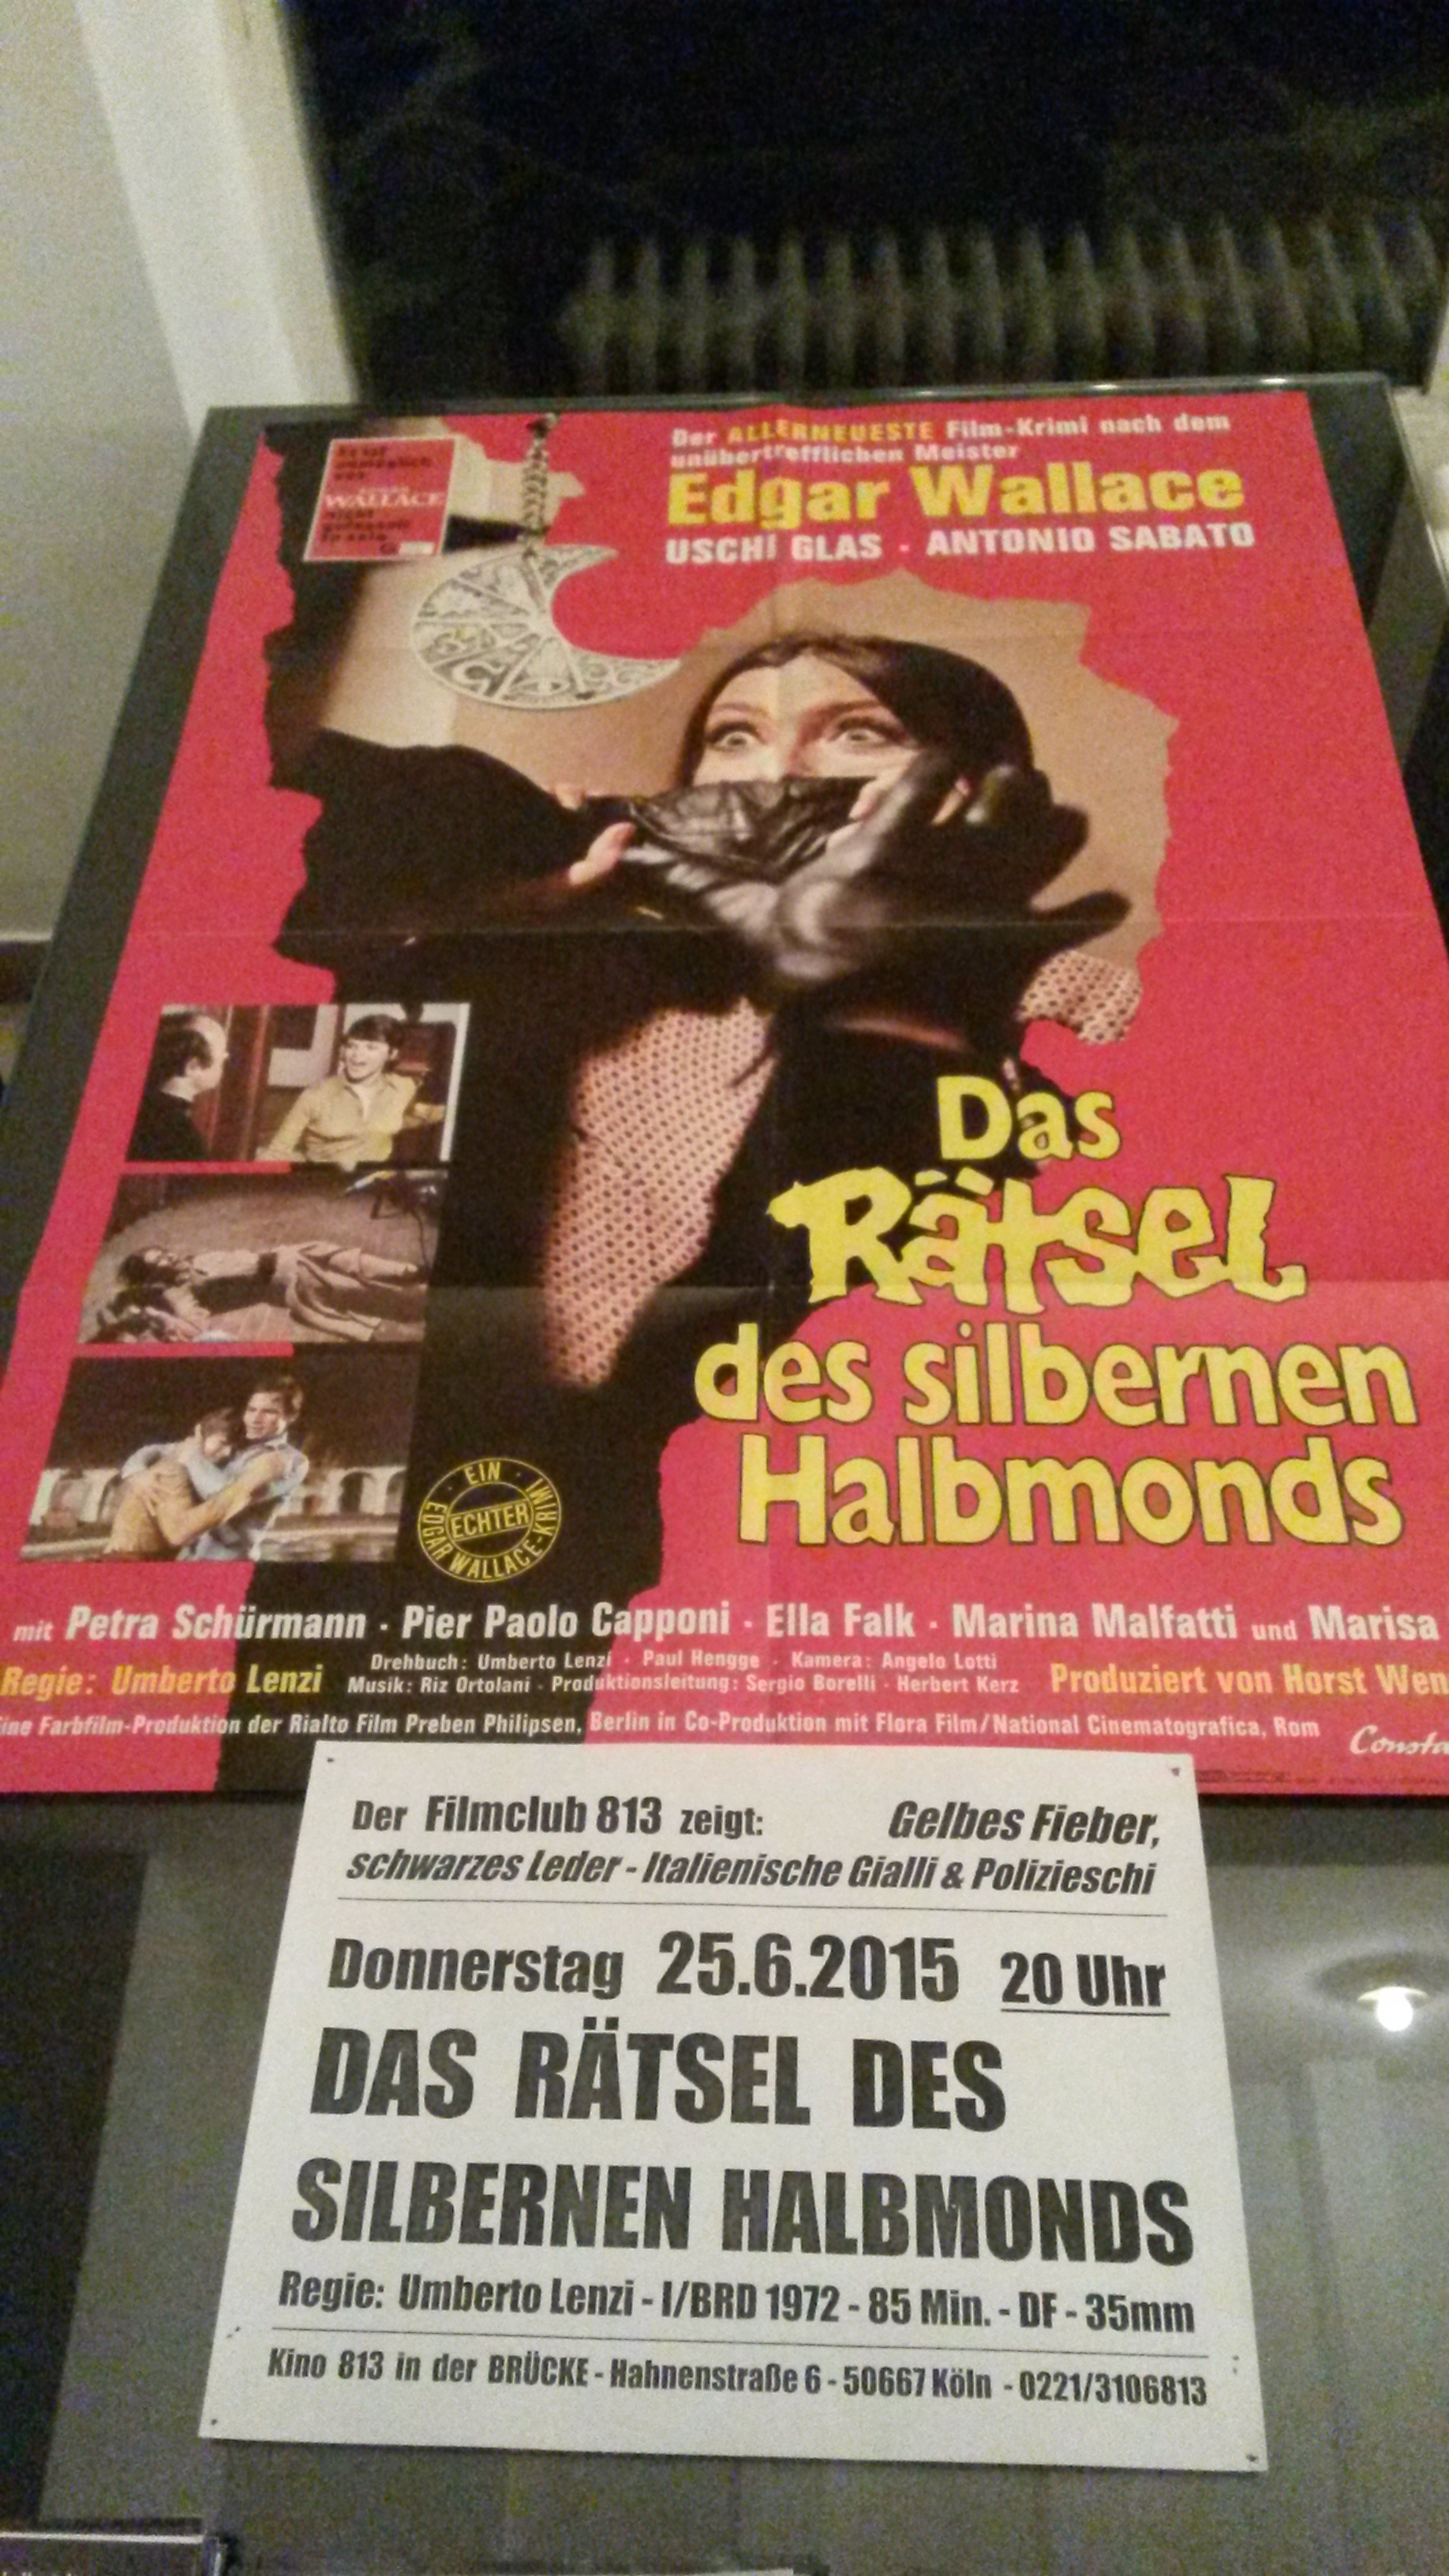 Der ALLERNEUESTE Film-Krimi nach dem
unübertrefflichen Meister
Edgar Wallace
USCHI GLAS · ANTONIO SABATO
WALLACE
Das
Rätsel
des silbernen
Halbmonds
EIN ECHTER EDGAR WALLACE-KRIMI
mit Petra Schürmann · Pier Paolo Capponi · Ella Falk · Marina Malfatti und Marisa
Regie: Umberto Lenzi
Drehbuch: Umberto Lenzi · Paul Hengge · Kamera: Angelo Lotti
Musik: Riz Ortolani · Produktionsleitung: Sergio Borelli · Herbert Kerz
Produziert von Horst Wen
ine Farbfilm-Produktion der Rialto Film Preben Philipsen, Berlin in Co-Produktion mit Flora Film/National Cinematografica, Rom
Consta
Der Filmclub 813 zeigt: Gelbes Fieber,
schwarzes Leder - Italienische Gialli & Polizieschi
Donnerstag 25.6.2015 20 Uhr
DAS RÄTSEL DES
SILBERNEN HALBMONDS
Regie: Umberto Lenzi - I/BRD 1972 - 85 Min. - DF - 35mm
Kino 813 in der BRÜCKE - Hahnenstraße 6 - 50667 Köln - 0221/3106813